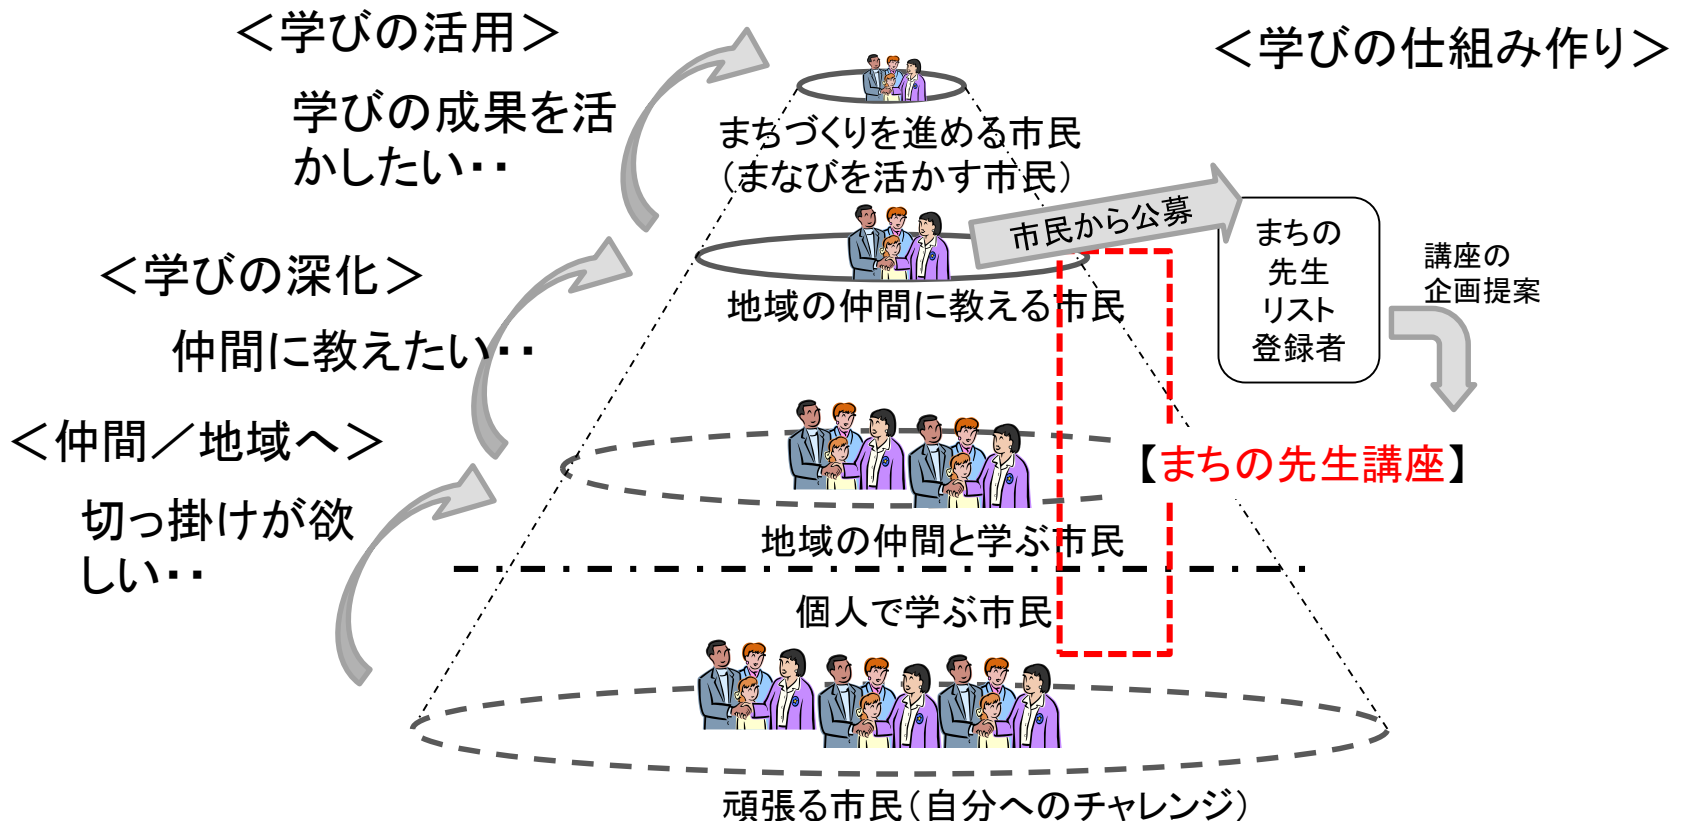 ＜学びの活用＞
学びの成果を活
かしたい・・
＜学びの深化＞
仲間に教えたい・・
＜仲間／地域へ＞
切っ掛けが欲
しい・・
まちづくりを進める市民
（まなびを活かす市民）
地域の仲間に教える市民
地域の仲間と学ぶ市民
個人で学ぶ市民
頑張る市民（自分へのチャレンジ）
＜学びの仕組み作り＞
市民から公募
まちの
先生
リスト
登録者
講座の
企画提案
【まちの先生講座】